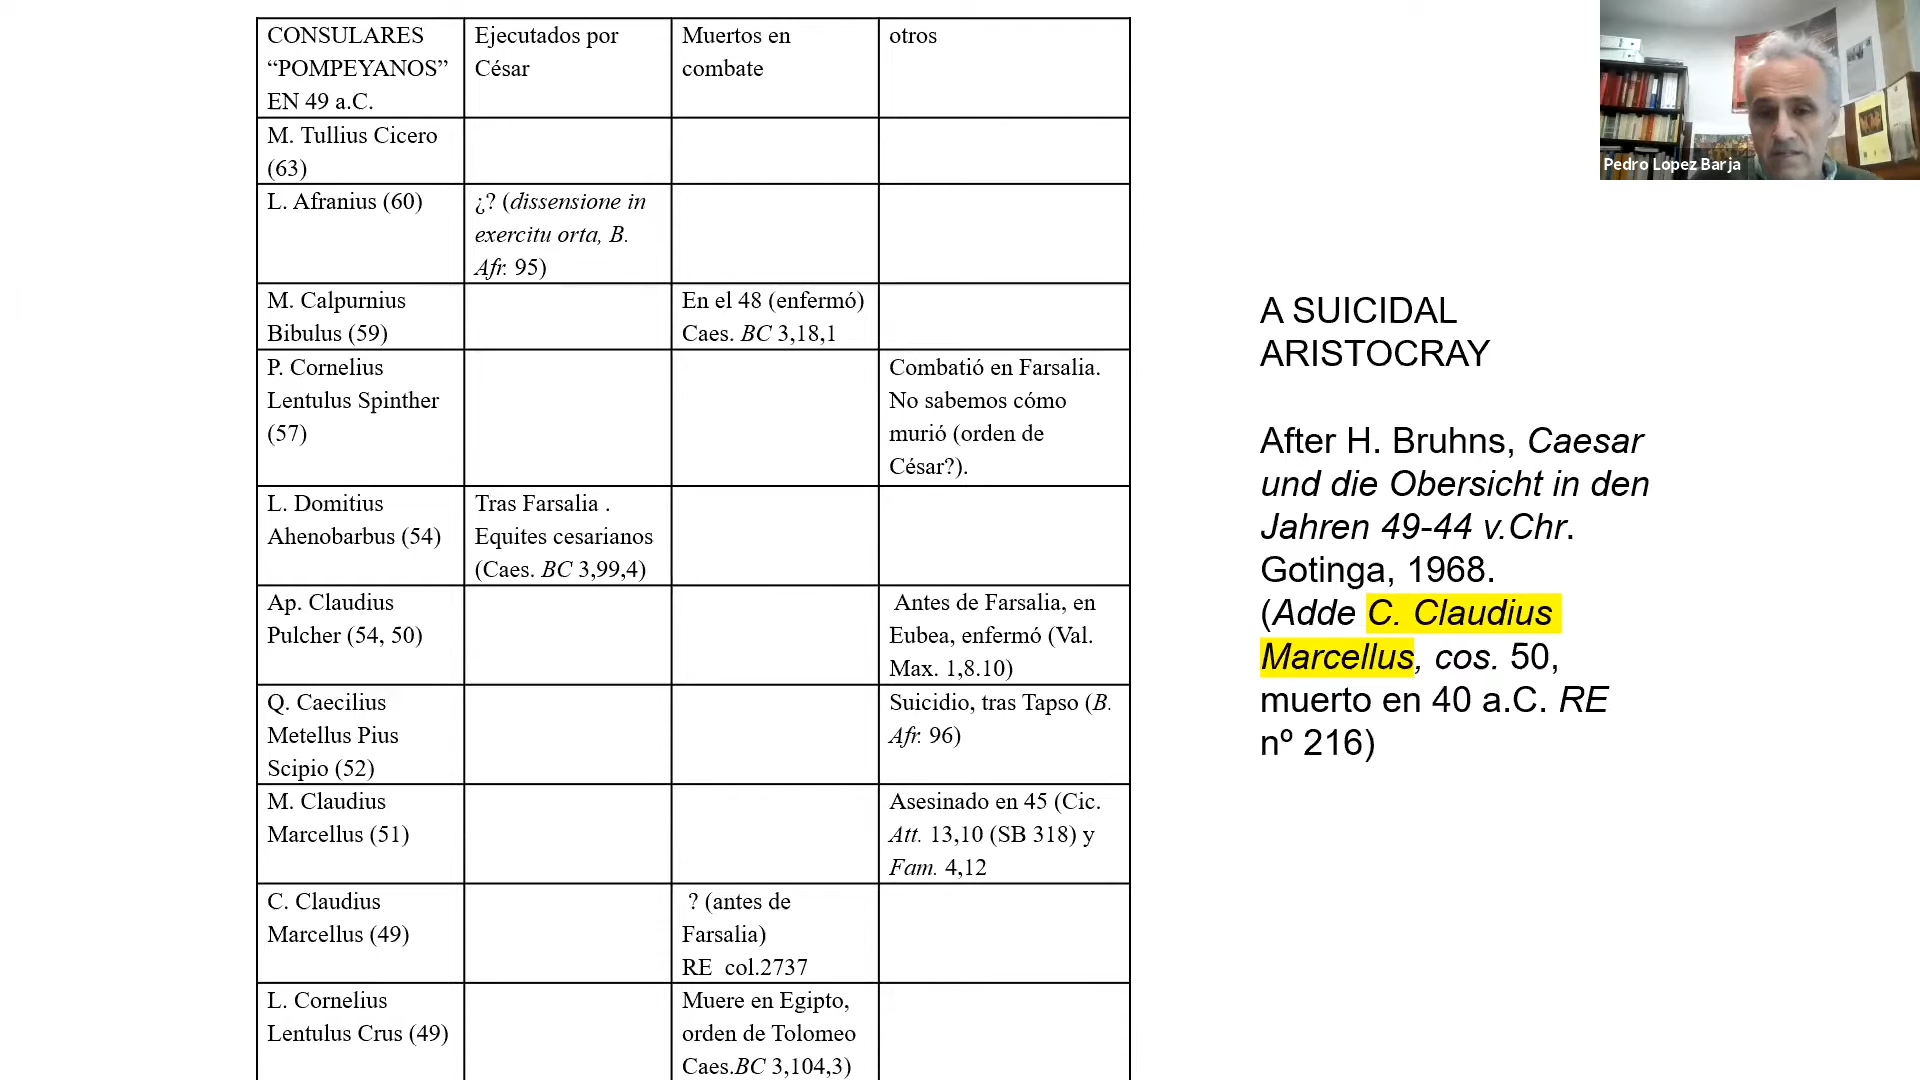 CONSULARES
“POMPEYANOS”
EN 49 a.C.
Ejecutados por
César
Muertos en
combate
otros
M. Tullius Cicero
(63)
L. Afranius (60)
¿? (dissensione in
exercitu orta, B.
Afr. 95)
M. Calpurnius
Bibulus (59)
En el 48 (enfermó)
Caes. BC 3,18,1
P. Cornelius
Lentulus Spinther
(57)
Combatió en Farsalia.
No sabemos cómo
murió (orden de
César?).
L. Domitius
Ahenobarbus (54)
Tras Farsalia .
Equites cesarianos
(Caes. BC 3,99,4)
Ap. Claudius
Pulcher (54, 50)
Antes de Farsalia, en
Eubea, enfermó (Val.
Max. 1,8.10)
Q. Caecilius
Metellus Pius
Scipio (52)
Suicidio, tras Tapso (B.
Afr. 96)
M. Claudius
Marcellus (51)
Asesinado en 45 (Cic.
Att. 13,10 (SB 318) y
Fam. 4,12
C. Claudius
Marcellus (49)
? (antes de
Farsalia)
RE col.2737
L. Cornelius
Lentulus Crus (49)
Muere en Egipto,
orden de Tolomeo
Caes.BC 3,104,3)
A SUICIDAL
ARISTOCRAY
After H. Bruhns, Caesar
und die Obersicht in den
Jahren 49-44 v.Chr.
Gotinga, 1968.
(Adde C. Claudius
Marcellus, cos. 50,
muerto en 40 a.C. RE
nº 216)
Pedro Lopez Barja